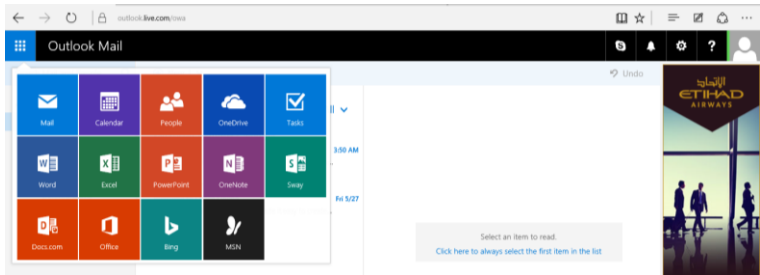 outlook.live.com/owa
Outlook Mail
?
Undo
Mail
Calendar
People
OneDrive
Tasks
Word
Excel
PowerPoint
OneNote
Sway
Docs.com
Office
Bing
MSN
3:50 AM
Fri 5/27
Select an item to read.
Click here to always select the first item in the list
الإتحاد
ETIHAD
AIRWAYS